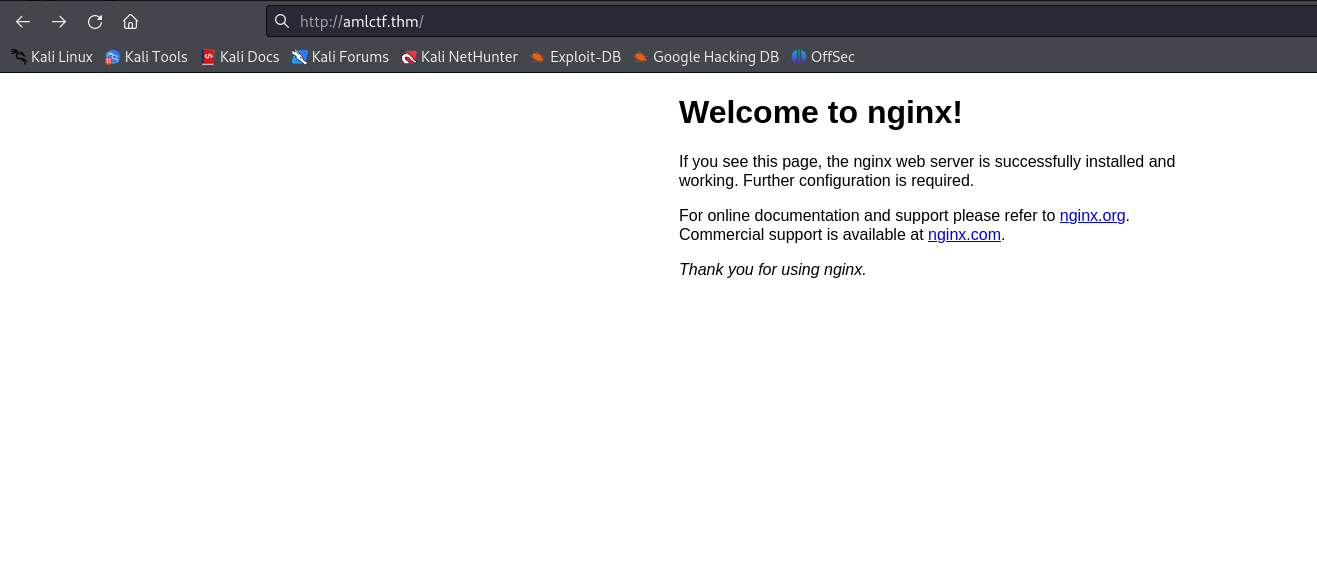 http://amlctf.thm/
Kali Linux Kali Tools Kali Docs Kali Forums Kali NetHunter Exploit-DB Google Hacking DB OffSec
Welcome to nginx!
If you see this page, the nginx web server is successfully installed and
working. Further configuration is required.
For online documentation and support please refer to nginx.org.
Commercial support is available at nginx.com.
Thank you for using nginx.